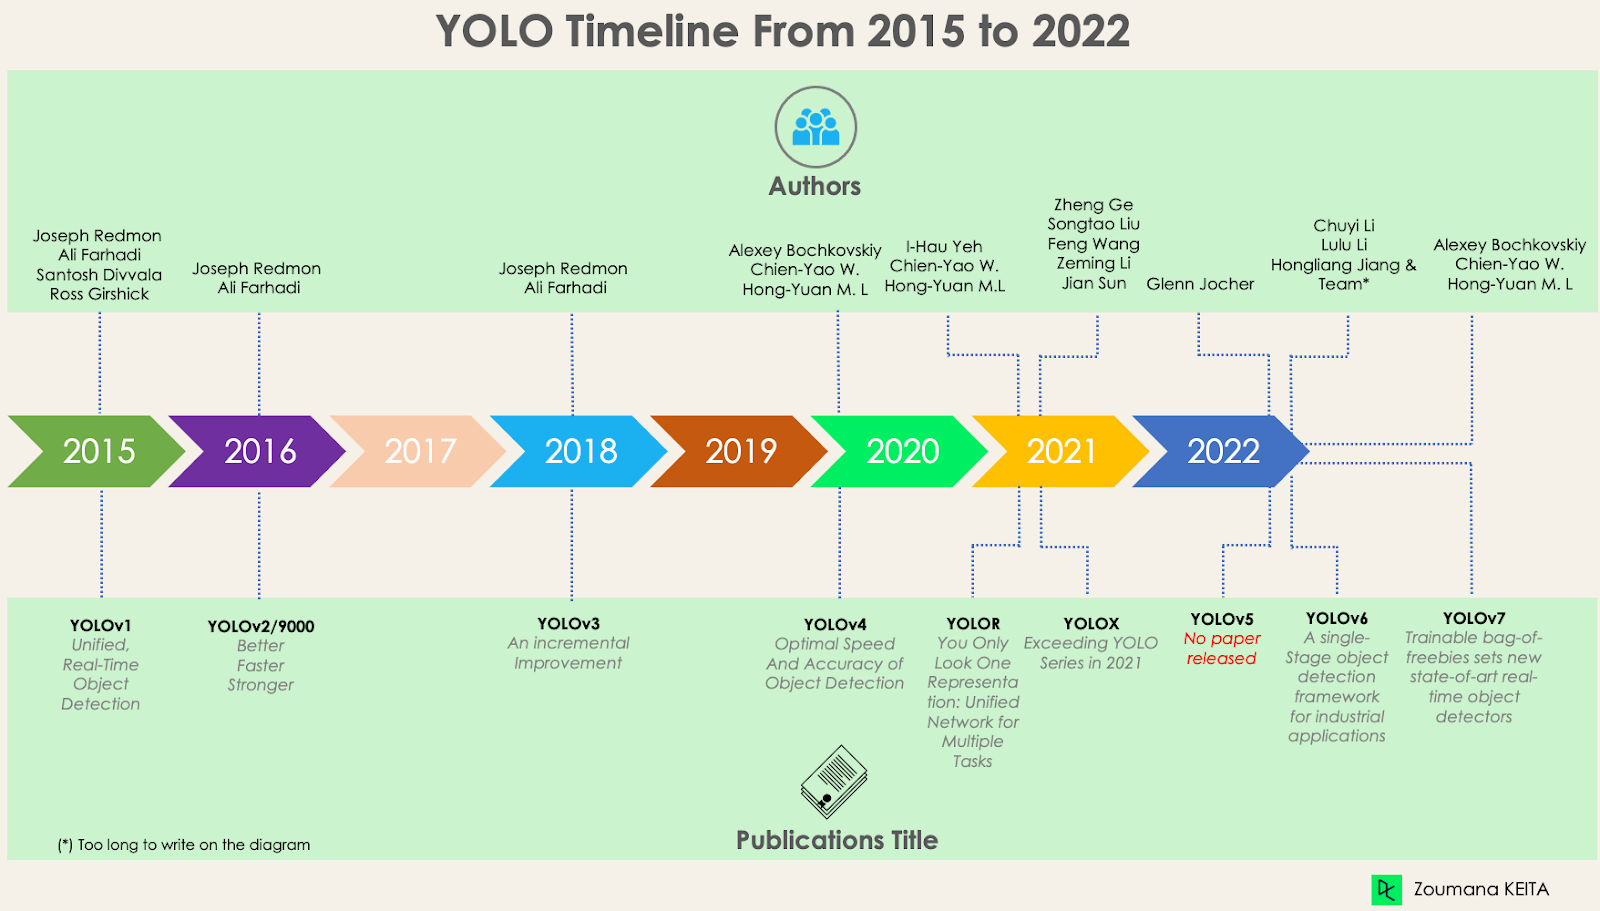 YOLO Timeline From 2015 to 2022
Authors
Joseph Redmon
Ali Farhadi
Santosh Divvala
Ross Girshick
Joseph Redmon
Ali Farhadi
Joseph Redmon
Ali Farhadi
Alexey Bochkovskiy
Chien-Yao W.
Hong-Yuan M. L
I-Hau Yeh
Chien-Yao W.
Hong-Yuan M.L
Zheng Ge
Songtao Liu
Feng Wang
Zeming Li
Jian Sun
Glenn Jocher
Chuyi Li
Lulu Li
Hongliang Jiang &
Team*
Alexey Bochkovskiy
Chien-Yao W.
Hong-Yuan M. L
2015
2016
2017
2018
2019
2020
2021
2022
YOLOv1
Unified,
Real-Time
Object
Detection
YOLOv2/9000
Better
Faster
Stronger
YOLOv3
An incremental
Improvement
YOLOv4
Optimal Speed
And Accuracy of
Object Detection
YOLOR
You Only
Look One
Representa
tion: Unified
Network for
Multiple
Tasks
YOLOX
Exceeding YOLO
Series in 2021
YOLOv5
No paper
released
YOLOv6
A single-
Stage object
detection
framework
for industrial
applications
YOLOv7
Trainable bag-of-
freebies sets new
state-of-art real-
time object
detectors
Publications Title
(*) Too long to write on the diagram
Zoumana KEITA